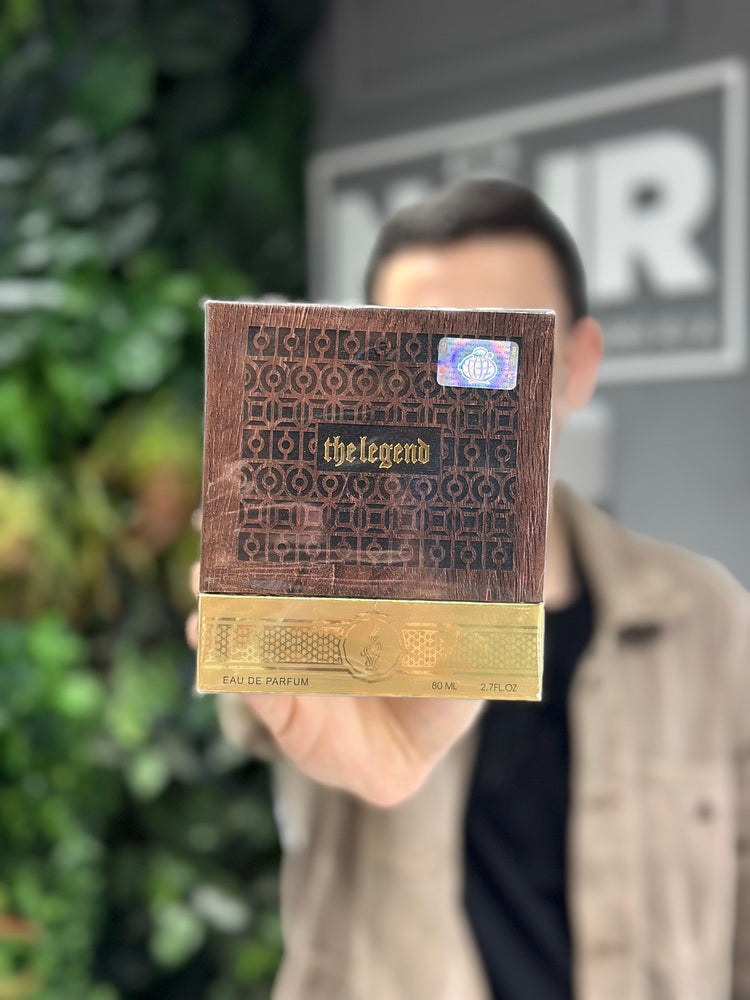 the legend
EAU DE PARFUM 80 ML 2.7FL.OZ